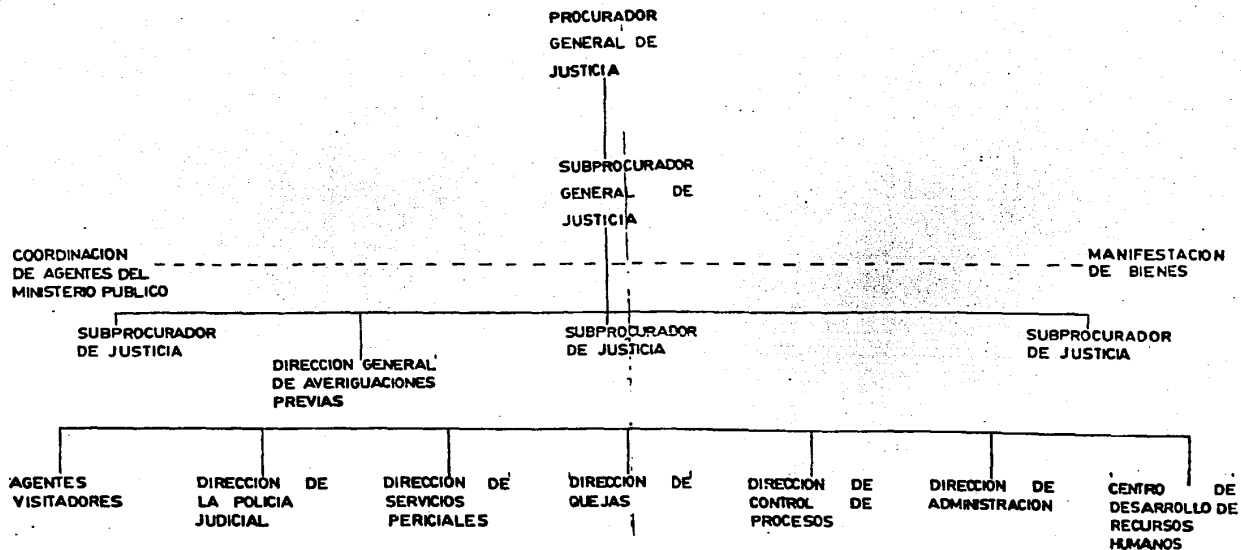 PROCURADOR
GENERAL DE
JUSTICIA
SUBPROCURADOR
GENERAL DE
JUSTICIA
COORDINACION
DE AGENTES DEL
MINISTERIO PUBLICO
MANIFESTACION
DE BIENES
SUBPROCURADOR
DE JUSTICIA
DIRECCION GENERAL
DE AVERIGUACIONES
PREVIAS
SUBPROCURADOR
DE JUSTICIA
SUBPROCURADOR
DE JUSTICIA
AGENTES
VISITADORES
DIRECCION DE
LA POLICIA
JUDICIAL
DIRECCION DE
SERVICIOS
PERICIALES
DIRECCION DE
QUEJAS
DIRECCION DE
CONTROL DE
PROCESOS
DIRECCION DE
ADMINISTRACION
CENTRO DE
DESARROLLO DE
RECURSOS
HUMANOS